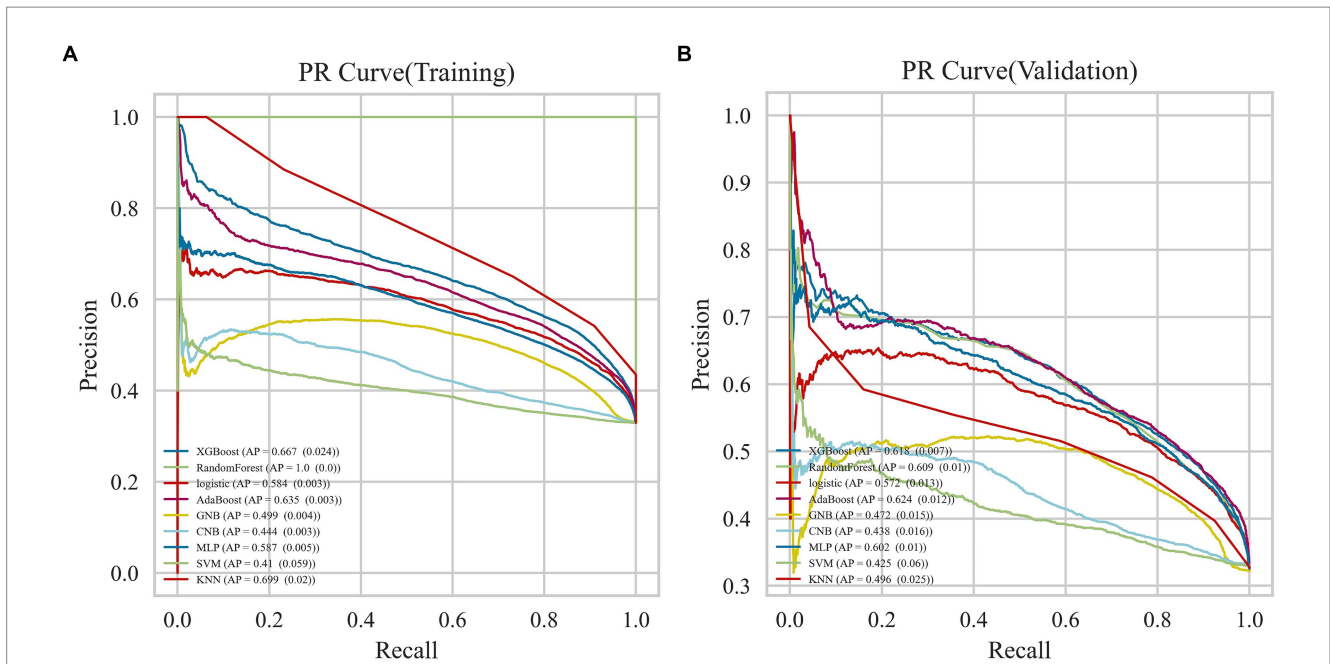 A
PR Curve(Training)
Precision
1.0
0.8
0.6
0.4
0.2
0.0
XGBoost (AP = 0.667 (0.024))
RandomForest (AP = 1.0 (0.0))
logistic (AP = 0.584 (0.003))
AdaBoost (AP = 0.635 (0.003))
GNB (AP = 0.499 (0.004))
CNB (AP = 0.444 (0.003))
MLP (AP = 0.587 (0.005))
SVM (AP = 0.41 (0.059))
KNN (AP = 0.699 (0.02))
0.0 0.2 0.4 0.6 0.8 1.0
Recall
B
PR Curve(Validation)
Precision
1.0
0.9
0.8
0.7
0.6
0.5
0.4
0.3
XGBoost (AP = 0.618 (0.007))
RandomForest (AP = 0.609 (0.01))
logistic (AP = 0.572 (0.013))
AdaBoost (AP = 0.624 (0.012))
GNB (AP = 0.472 (0.015))
CNB (AP = 0.438 (0.016))
MLP (AP = 0.602 (0.01))
SVM (AP = 0.425 (0.06))
KNN (AP = 0.496 (0.025))
0.0 0.2 0.4 0.6 0.8 1.0
Recall